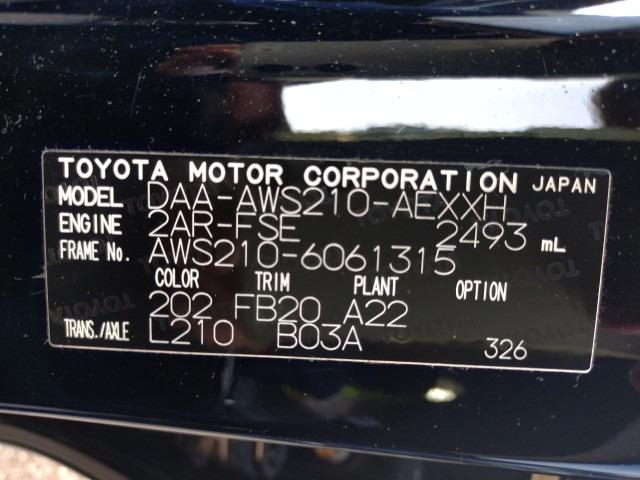 TOYOTA MOTOR CORPORATION JAPAN
MODEL DAA-AWS210-AEXXH
ENGINE 2AR-FSE 2493 mL
FRAME No. AWS210-6061315
COLOR TRIM PLANT OPTION
202 FB20 A22
TRANS./AXLE L210 B03A 326